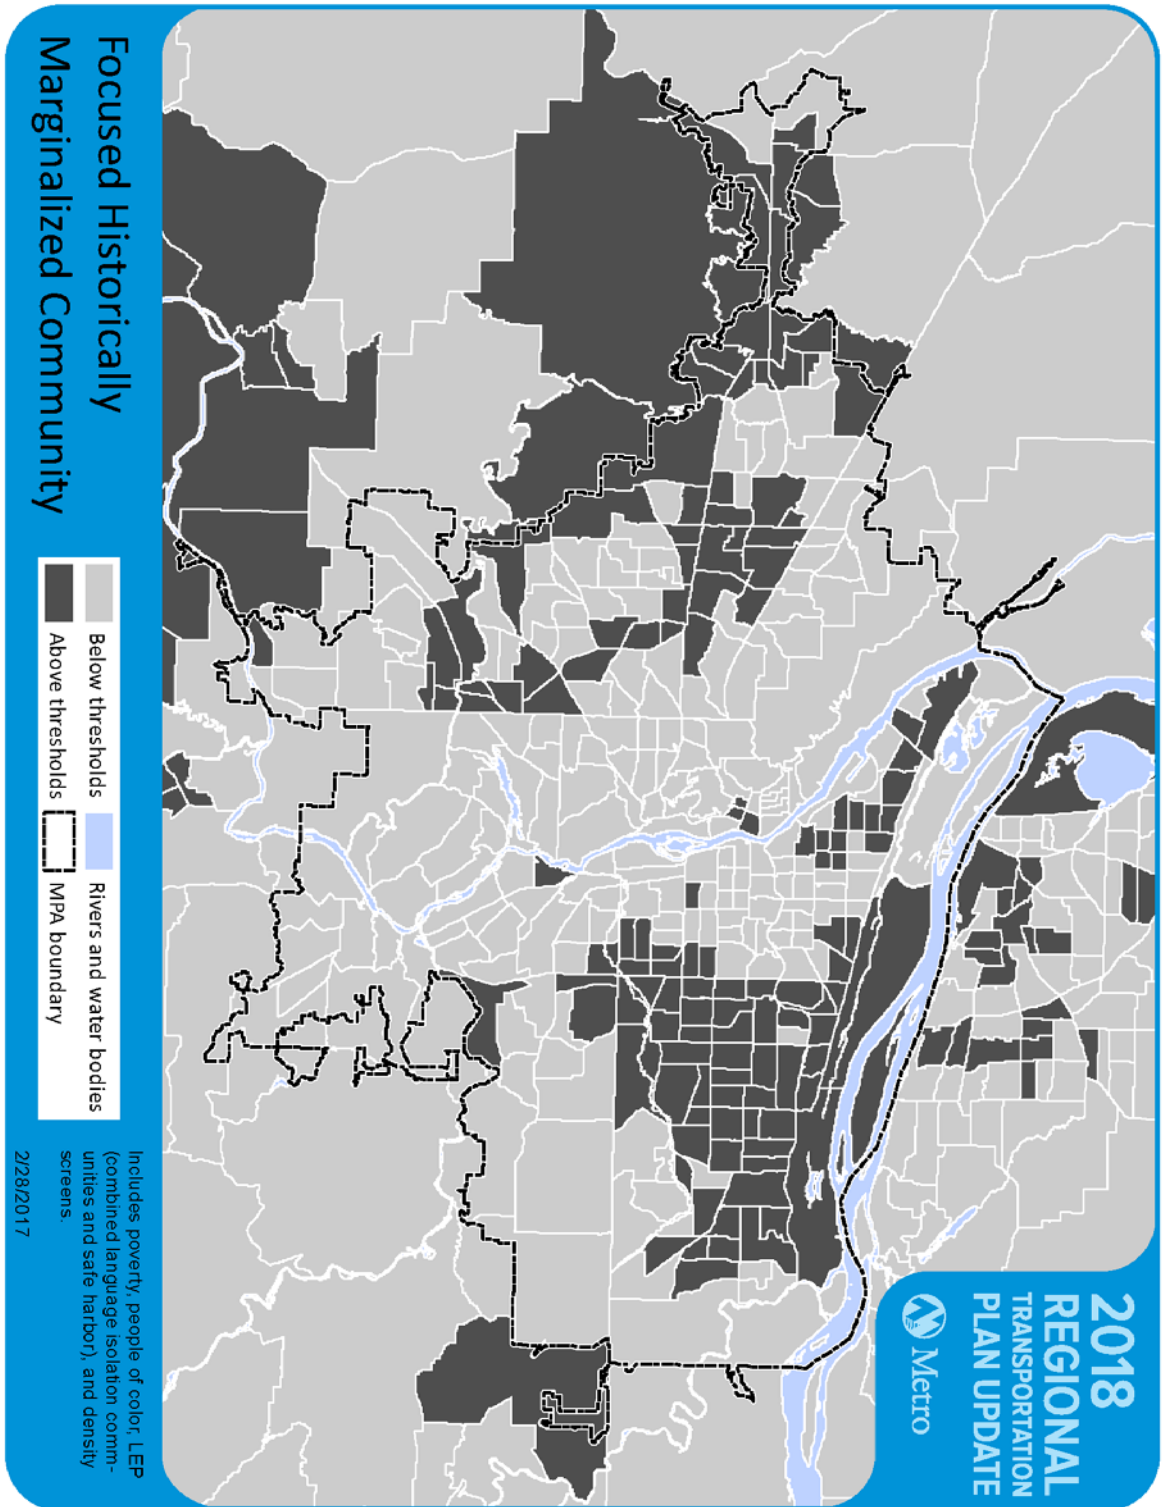 2018
REGIONAL
TRANSPORTATION
PLAN UPDATE
Metro
Focused Historically
Marginalized Community
Below thresholds
Above thresholds
Rivers and water bodies
MPA boundary
Includes poverty, people of color, LEP
(combined language isolation comm-
unities and safe harbor), and density
screens.
2/28/2017